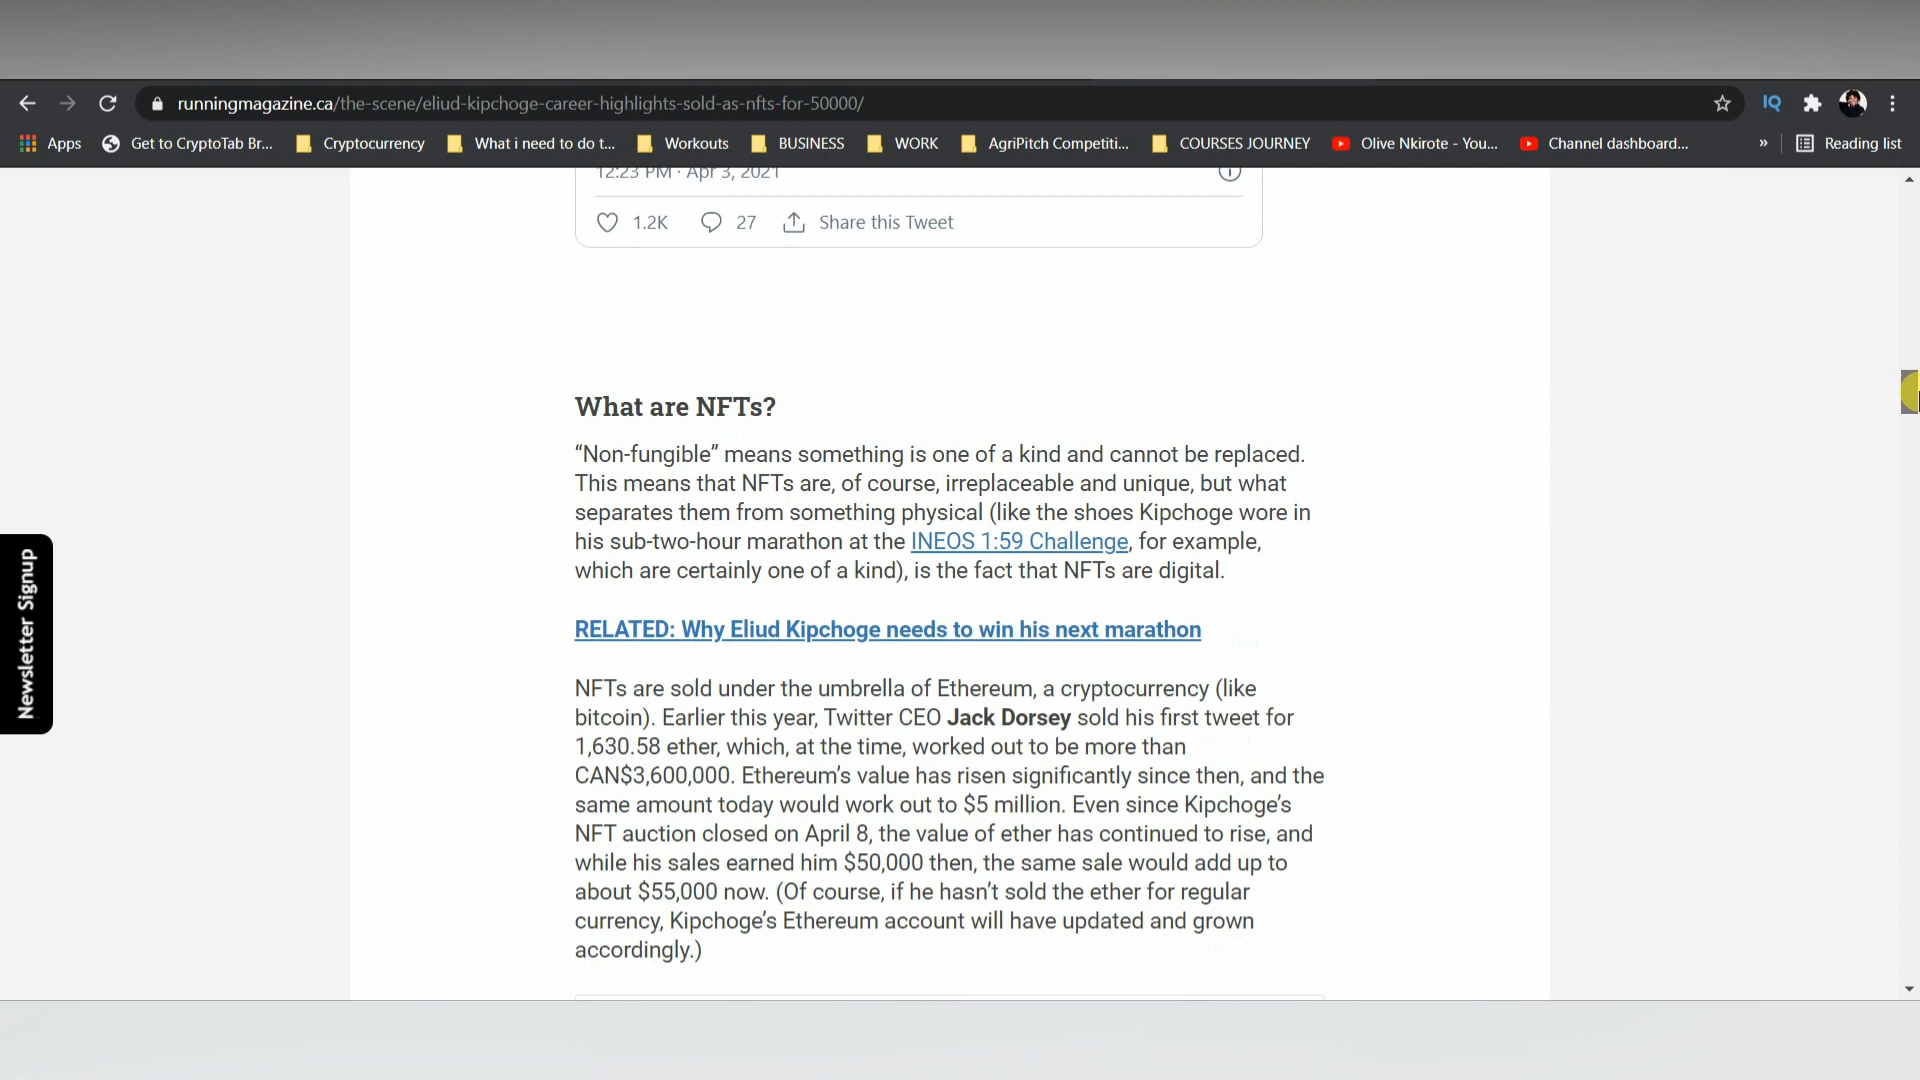 runningmagazine.ca/the-scene/eliud-kipchoge-career-highlights-sold-as-nfts-for-50000/
IQ
Apps Get to CryptoTab Br... Cryptocurrency What i need to do t... Workouts BUSINESS WORK AgriPitch Competiti... COURSES JOURNEY Olive Nkirote - You... Channel dashboard... » Reading list
12:23 PM · Apr 3, 2021
1.2K 27 Share this Tweet
What are NFTs?
“Non-fungible” means something is one of a kind and cannot be replaced.
This means that NFTs are, of course, irreplaceable and unique, but what
separates them from something physical (like the shoes Kipchoge wore in
his sub-two-hour marathon at the INEOS 1:59 Challenge, for example,
which are certainly one of a kind), is the fact that NFTs are digital.
RELATED: Why Eliud Kipchoge needs to win his next marathon
NFTs are sold under the umbrella of Ethereum, a cryptocurrency (like
bitcoin). Earlier this year, Twitter CEO Jack Dorsey sold his first tweet for
1,630.58 ether, which, at the time, worked out to be more than
CAN$3,600,000. Ethereum’s value has risen significantly since then, and the
same amount today would work out to $5 million. Even since Kipchoge’s
NFT auction closed on April 8, the value of ether has continued to rise, and
while his sales earned him $50,000 then, the same sale would add up to
about $55,000 now. (Of course, if he hasn’t sold the ether for regular
currency, Kipchoge’s Ethereum account will have updated and grown
accordingly.)
Newsletter Signup